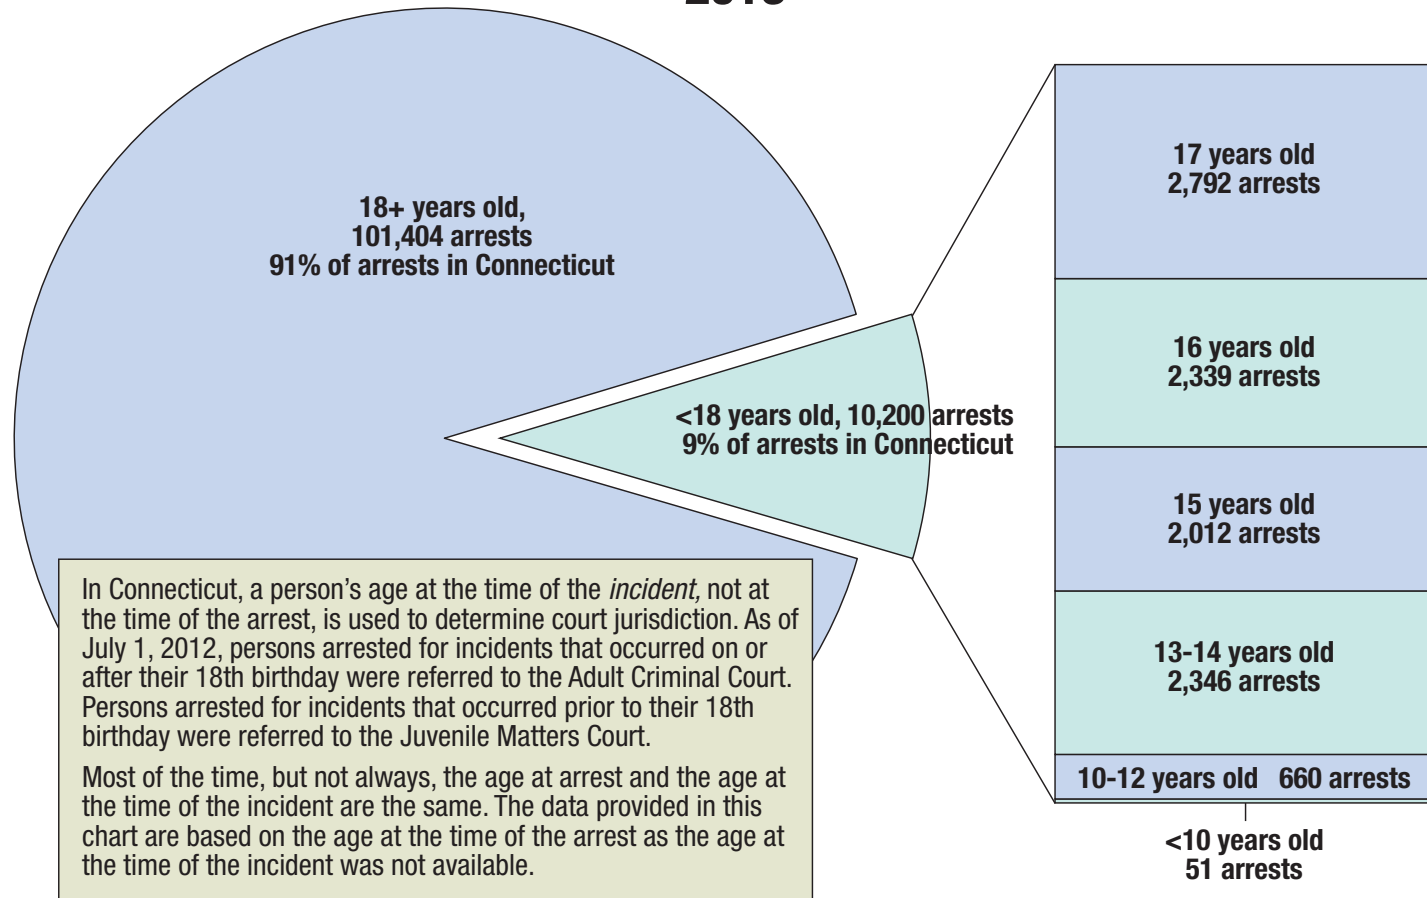 18+ years old,
101,404 arrests
91% of arrests in Connecticut
<18 years old, 10,200 arrests
9% of arrests in Connecticut
17 years old
2,792 arrests
16 years old
2,339 arrests
15 years old
2,012 arrests
13-14 years old
2,346 arrests
10-12 years old 660 arrests
<10 years old
51 arrests
In Connecticut, a person’s age at the time of the incident, not at
the time of the arrest, is used to determine court jurisdiction. As of
July 1, 2012, persons arrested for incidents that occurred on or
after their 18th birthday were referred to the Adult Criminal Court.
Persons arrested for incidents that occurred prior to their 18th
birthday were referred to the Juvenile Matters Court.
Most of the time, but not always, the age at arrest and the age at
the time of the incident are the same. The data provided in this
chart are based on the age at the time of the arrest as the age at
the time of the incident was not available.